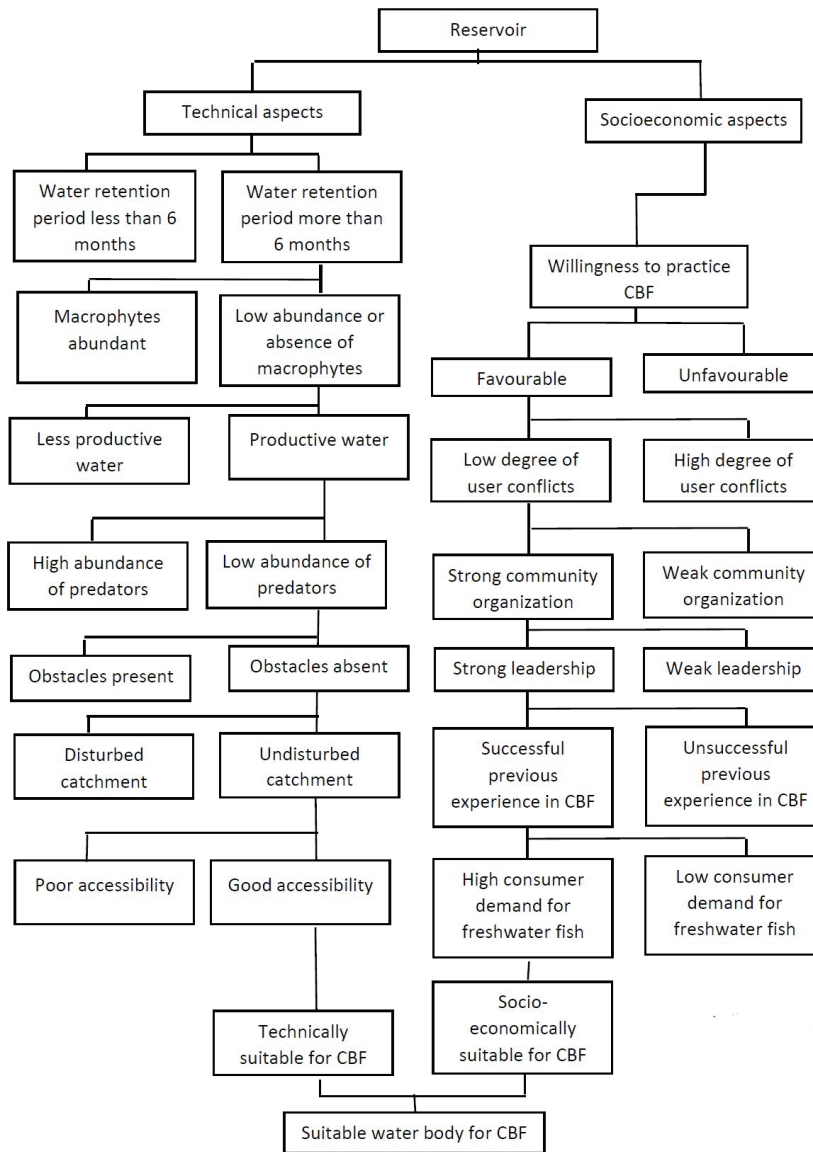 Reservoir
Technical aspects
Socioeconomic aspects
Water retention
period less than 6
months
Water retention
period more than
6 months
Willingness to practice
CBF
Macrophytes
abundant
Low abundance or
absence of
macrophytes
Favourable
Unfavourable
Less productive
water
Productive water
Low degree of
user conflicts
High degree of
user conflicts
High abundance
of predators
Low abundance of
predators
Strong community
organization
Weak community
organization
Obstacles present
Obstacles absent
Strong leadership
Weak leadership
Disturbed
catchment
Undisturbed
catchment
Successful
previous
experience in CBF
Unsuccessful
previous
experience in CBF
Poor accessibility
Good accessibility
High consumer
demand for
freshwater fish
Low consumer
demand for
freshwater fish
Technically
suitable for CBF
Socio-
economically
suitable for CBF
Suitable water body for CBF